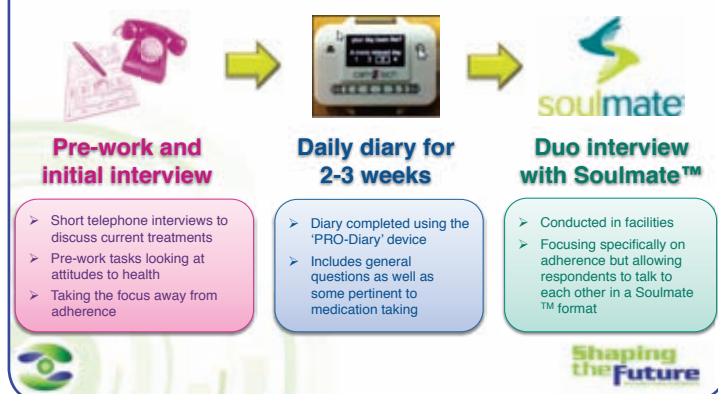 soulmate
Pre-work and
initial interview
Daily diary for
2-3 weeks
Duo interview
with Soulmate™
➢ Short telephone interviews to
discuss current treatments
➢ Pre-work tasks looking at
attitudes to health
➢ Taking the focus away from
adherence
➢ Diary completed using the
‘PRO-Diary’ device
➢ Includes general
questions as well as
some pertinent to
medication taking
➢ Conducted in facilities
➢ Focusing specifically on
adherence but allowing
respondents to talk to
each other in a Soulmate
™ format
Shaping
the Future